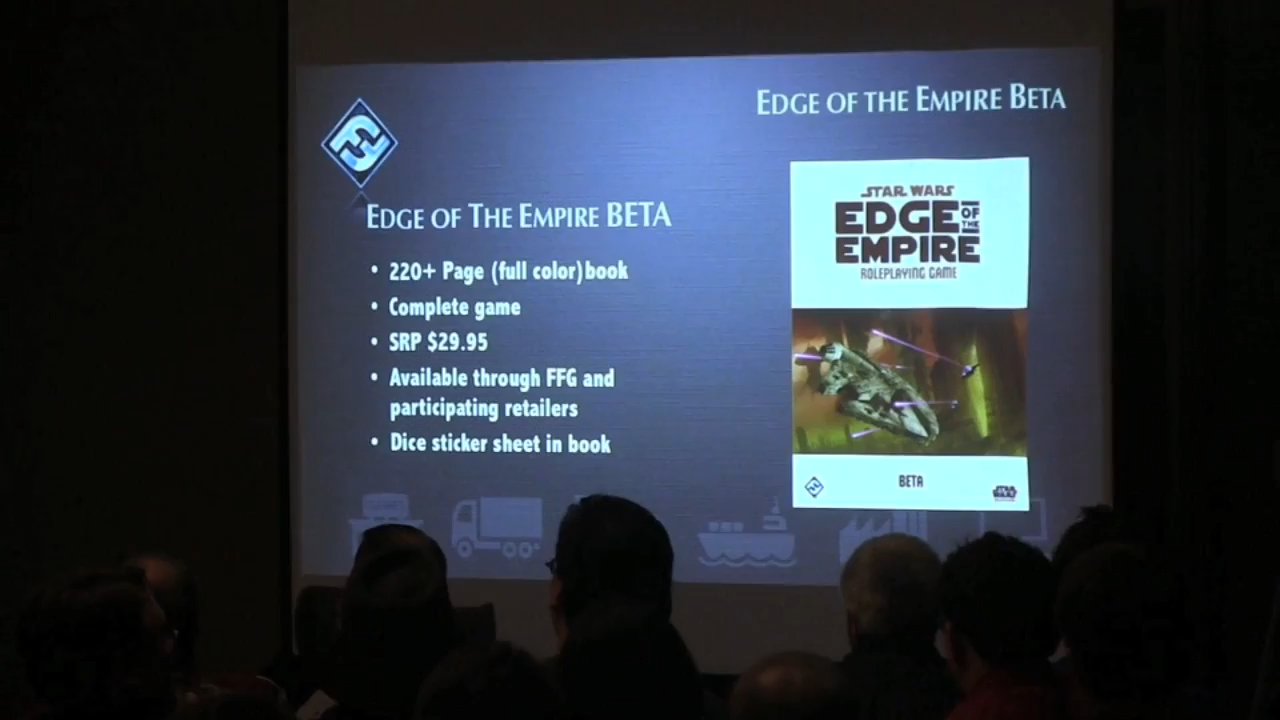 EDGE OF THE EMPIRE BETA
EDGE OF THE EMPIRE BETA
• 220+ Page (full color)book
• Complete game
• SRP $29.95
• Available through FFG and
participating retailers
• Dice sticker sheet in book
STAR WARS
EDGE OF THE
EMPIRE
ROLEPLAYING GAME
BETA